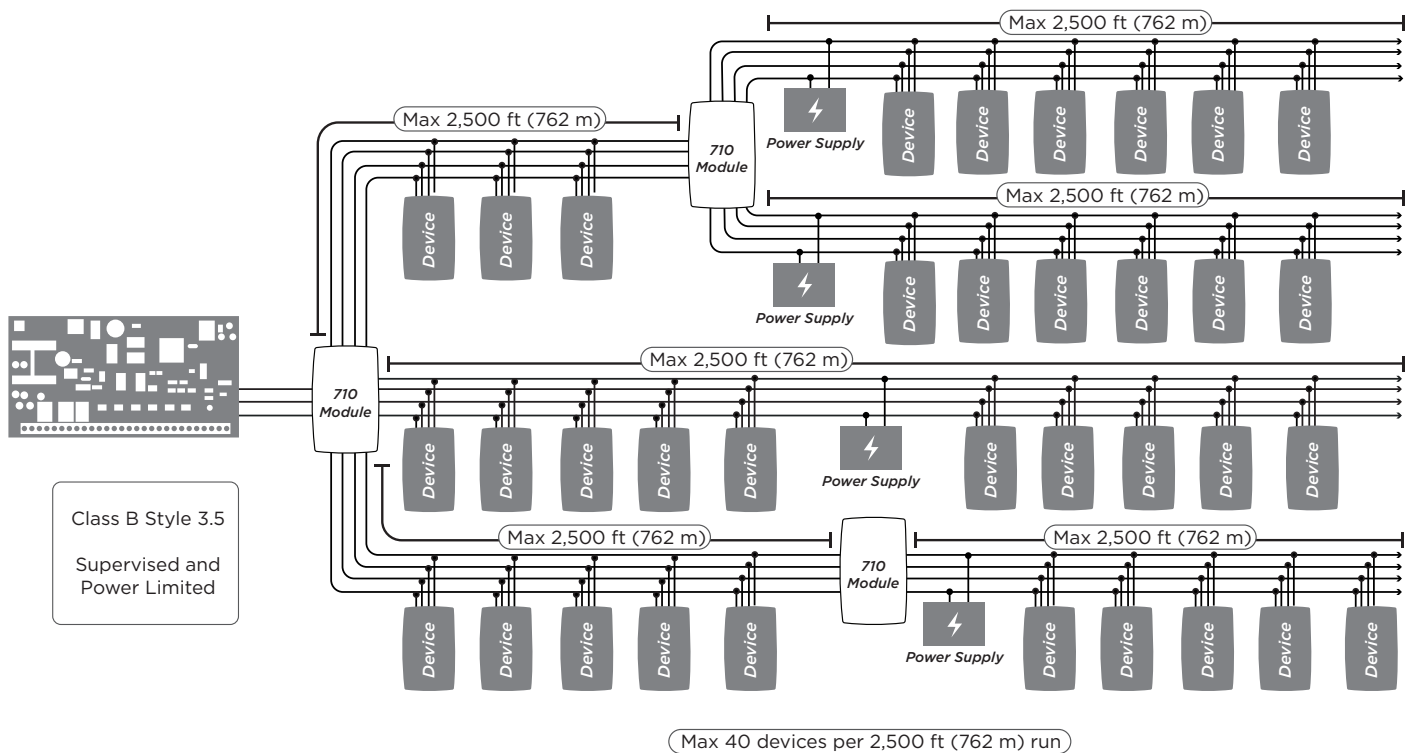 Max 2,500 ft (762 m)
Power Supply
Device
Device
Device
Device
Device
Device
Max 2,500 ft (762 m)
710
Module
Device
Device
Device
Max 2,500 ft (762 m)
Power Supply
Device
Device
Device
Device
Device
Device
710
Module
Max 2,500 ft (762 m)
Device
Device
Device
Device
Device
Power Supply
Device
Device
Device
Device
Device
Class B Style 3.5
Supervised and
Power Limited
Max 2,500 ft (762 m)
710
Module
Max 2,500 ft (762 m)
Device
Device
Device
Device
Device
Power Supply
Device
Device
Device
Device
Device
Max 40 devices per 2,500 ft (762 m) run